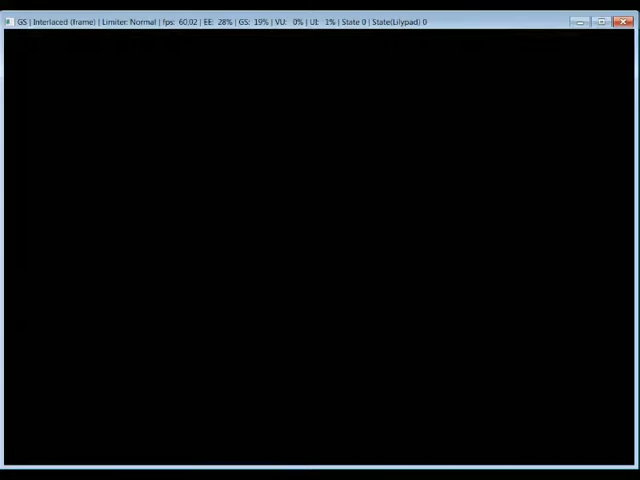 GS | Interlaced (frame) | Limiter: Normal | fps: 60,02 | EE: 28% | GS: 19% | VU: 0% | UI: 1% | State 0 | State(Lilypad) 0